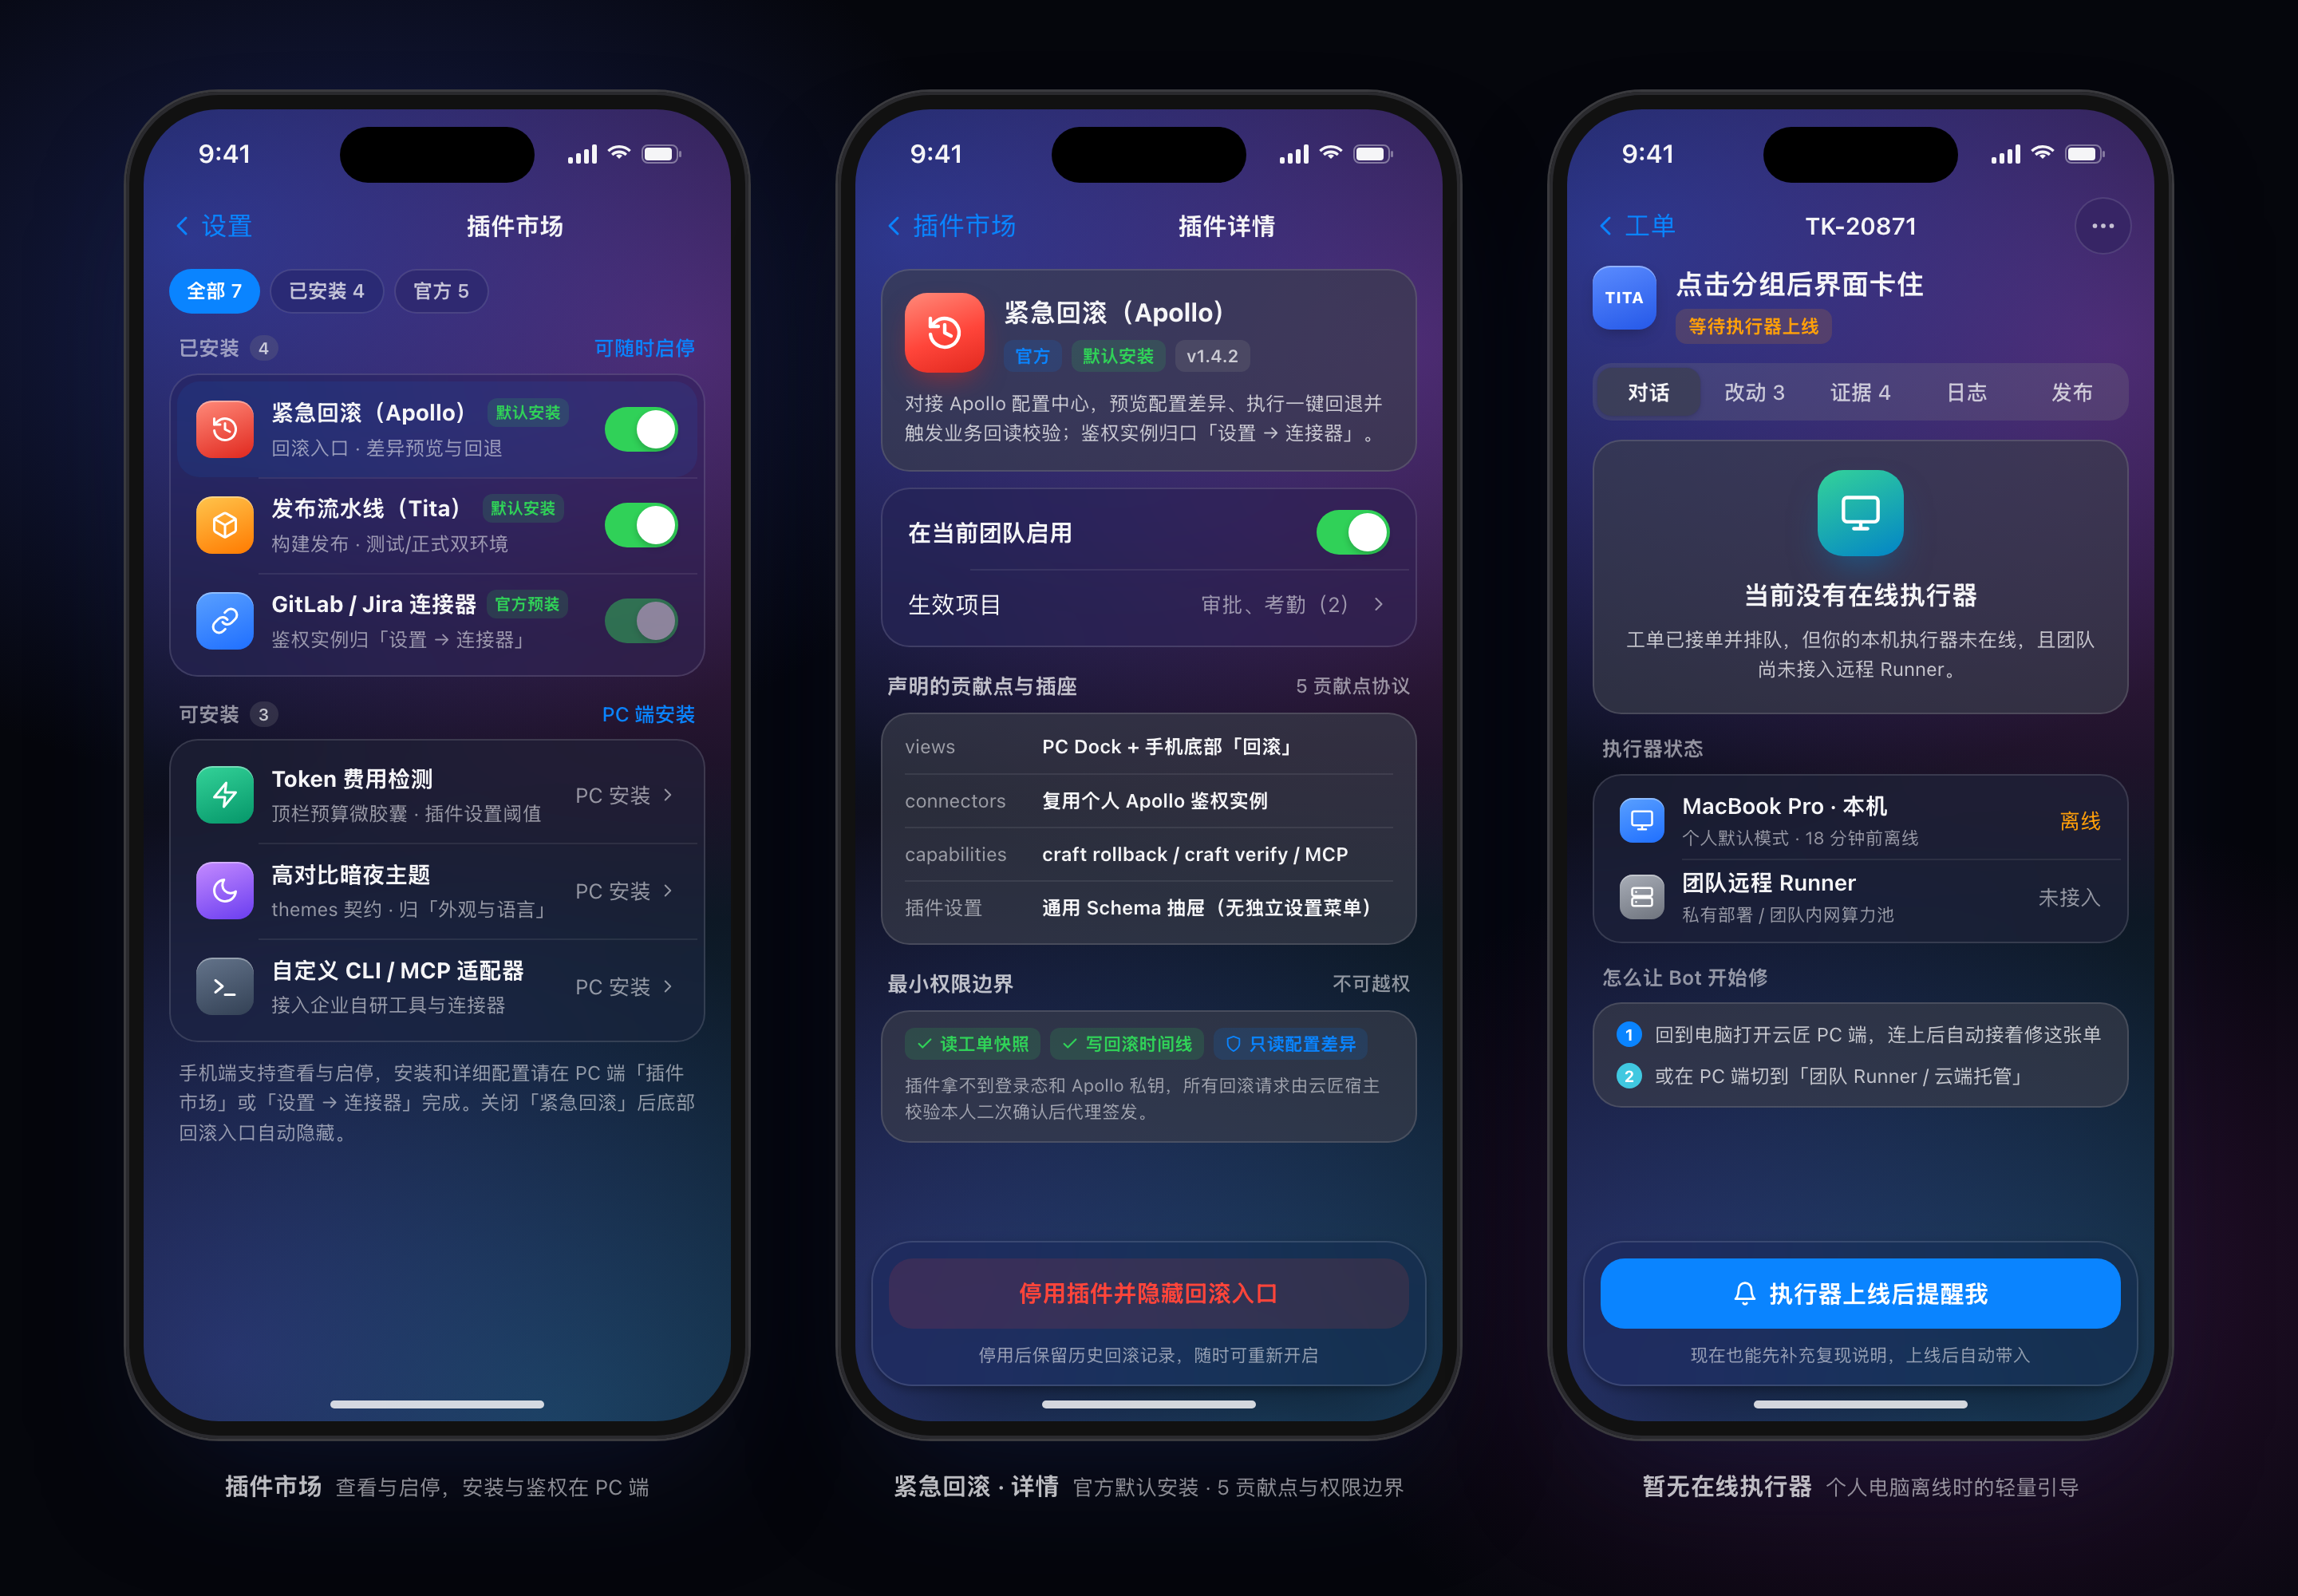 9:41
设置
插件市场
全部 7
已安装 4
官方 5
已安装 4
可随时启停
紧急回滚（Apollo）
默认安装
回滚入口 · 差异预览与回退
发布流水线（Tita）
默认安装
构建发布 · 测试/正式双环境
GitLab / Jira 连接器
官方预装
鉴权实例归「设置 → 连接器」
可安装 3
PC 端安装
Token 费用检测
顶栏预算微胶囊 · 插件设置阈值
PC 安装
高对比暗夜主题
themes 契约 · 归「外观与语言」
PC 安装
自定义 CLI / MCP 适配器
接入企业自研工具与连接器
PC 安装
手机端支持查看与启停，安装和详细配置请在 PC 端「插件
市场」或「设置 → 连接器」完成。关闭「紧急回滚」后底部
回滚入口自动隐藏。
插件市场 查看与启停，安装与鉴权在 PC 端
9:41
插件市场
插件详情
紧急回滚（Apollo）
官方
默认安装
v1.4.2
对接 Apollo 配置中心，预览配置差异、执行一键回退并
触发业务回读校验；鉴权实例归口「设置 → 连接器」。
在当前团队启用
生效项目
审批、考勤（2）
声明的贡献点与插座
5 贡献点协议
views
PC Dock + 手机底部「回滚」
connectors
复用个人 Apollo 鉴权实例
capabilities
craft rollback / craft verify / MCP
插件设置
通用 Schema 抽屉（无独立设置菜单）
最小权限边界
不可越权
读工单快照
写回滚时间线
只读配置差异
插件拿不到登录态和 Apollo 私钥，所有回滚请求由云匠宿主
校验本人二次确认后代理签发。
停用插件并隐藏回滚入口
停用后保留历史回滚记录，随时可重新开启
紧急回滚 · 详情 官方默认安装 · 5 贡献点与权限边界
9:41
工单
TK-20871
TITA
点击分组后界面卡住
等待执行器上线
对话
改动 3
证据 4
日志
发布
当前没有在线执行器
工单已接单并排队，但你的本机执行器未在线，且团队
尚未接入远程 Runner。
执行器状态
MacBook Pro · 本机
个人默认模式 · 18 分钟前离线
离线
团队远程 Runner
私有部署 / 团队内网算力池
未接入
怎么让 Bot 开始修
1 回到电脑打开云匠 PC 端，连上后自动接着修这张单
2 或在 PC 端切到「团队 Runner / 云端托管」
执行器上线后提醒我
现在也能先补充复现说明，上线后自动带入
暂无在线执行器 个人电脑离线时的轻量引导